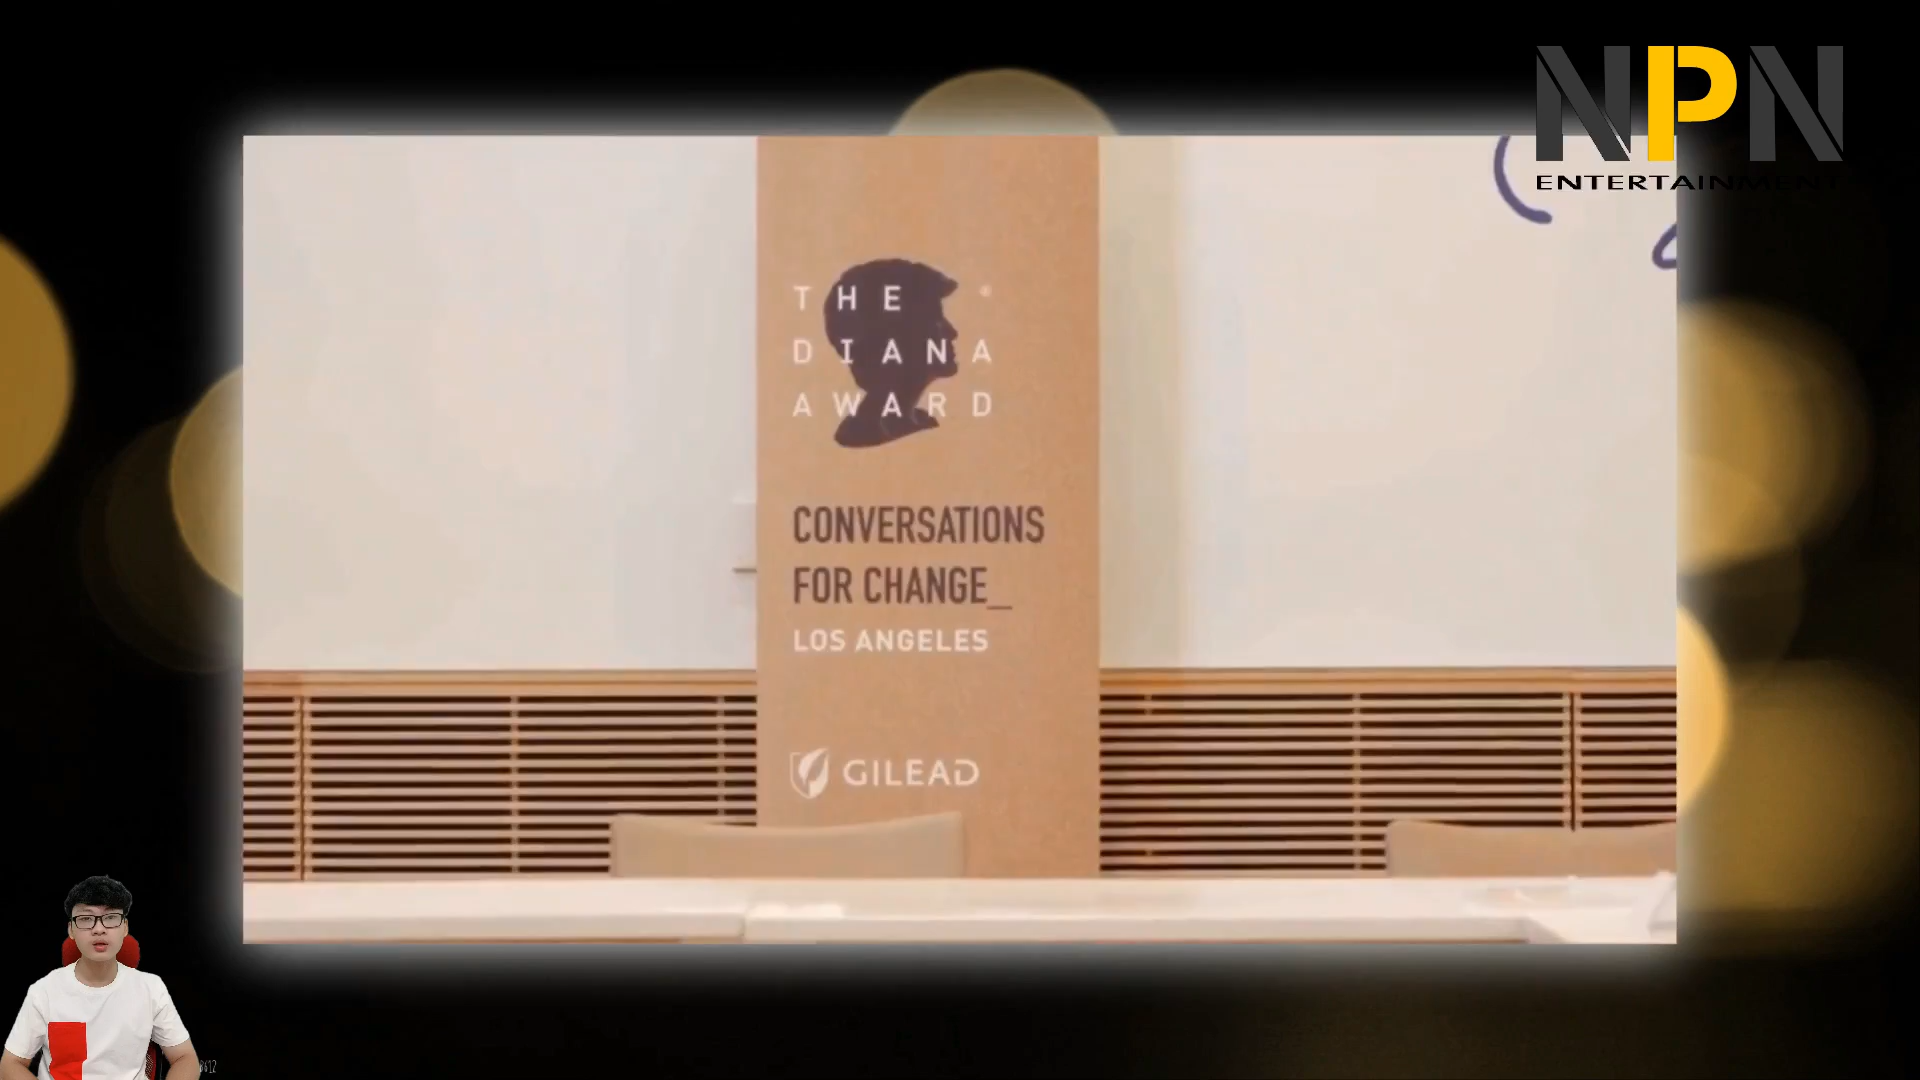 NPN
ENTERTAINMENT
THE ®
DIANA
AWARD
CONVERSATIONS
FOR CHANGE_
LOS ANGELES
GILEAD